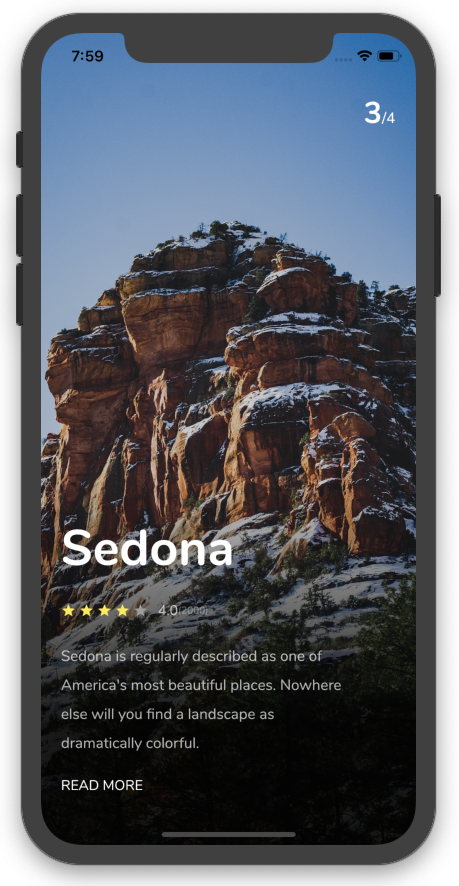 7:59
3/4
Sedona
4.0(2000)
Sedona is regularly described as one of
America's most beautiful places. Nowhere
else will you find a landscape as
dramatically colorful.
READ MORE